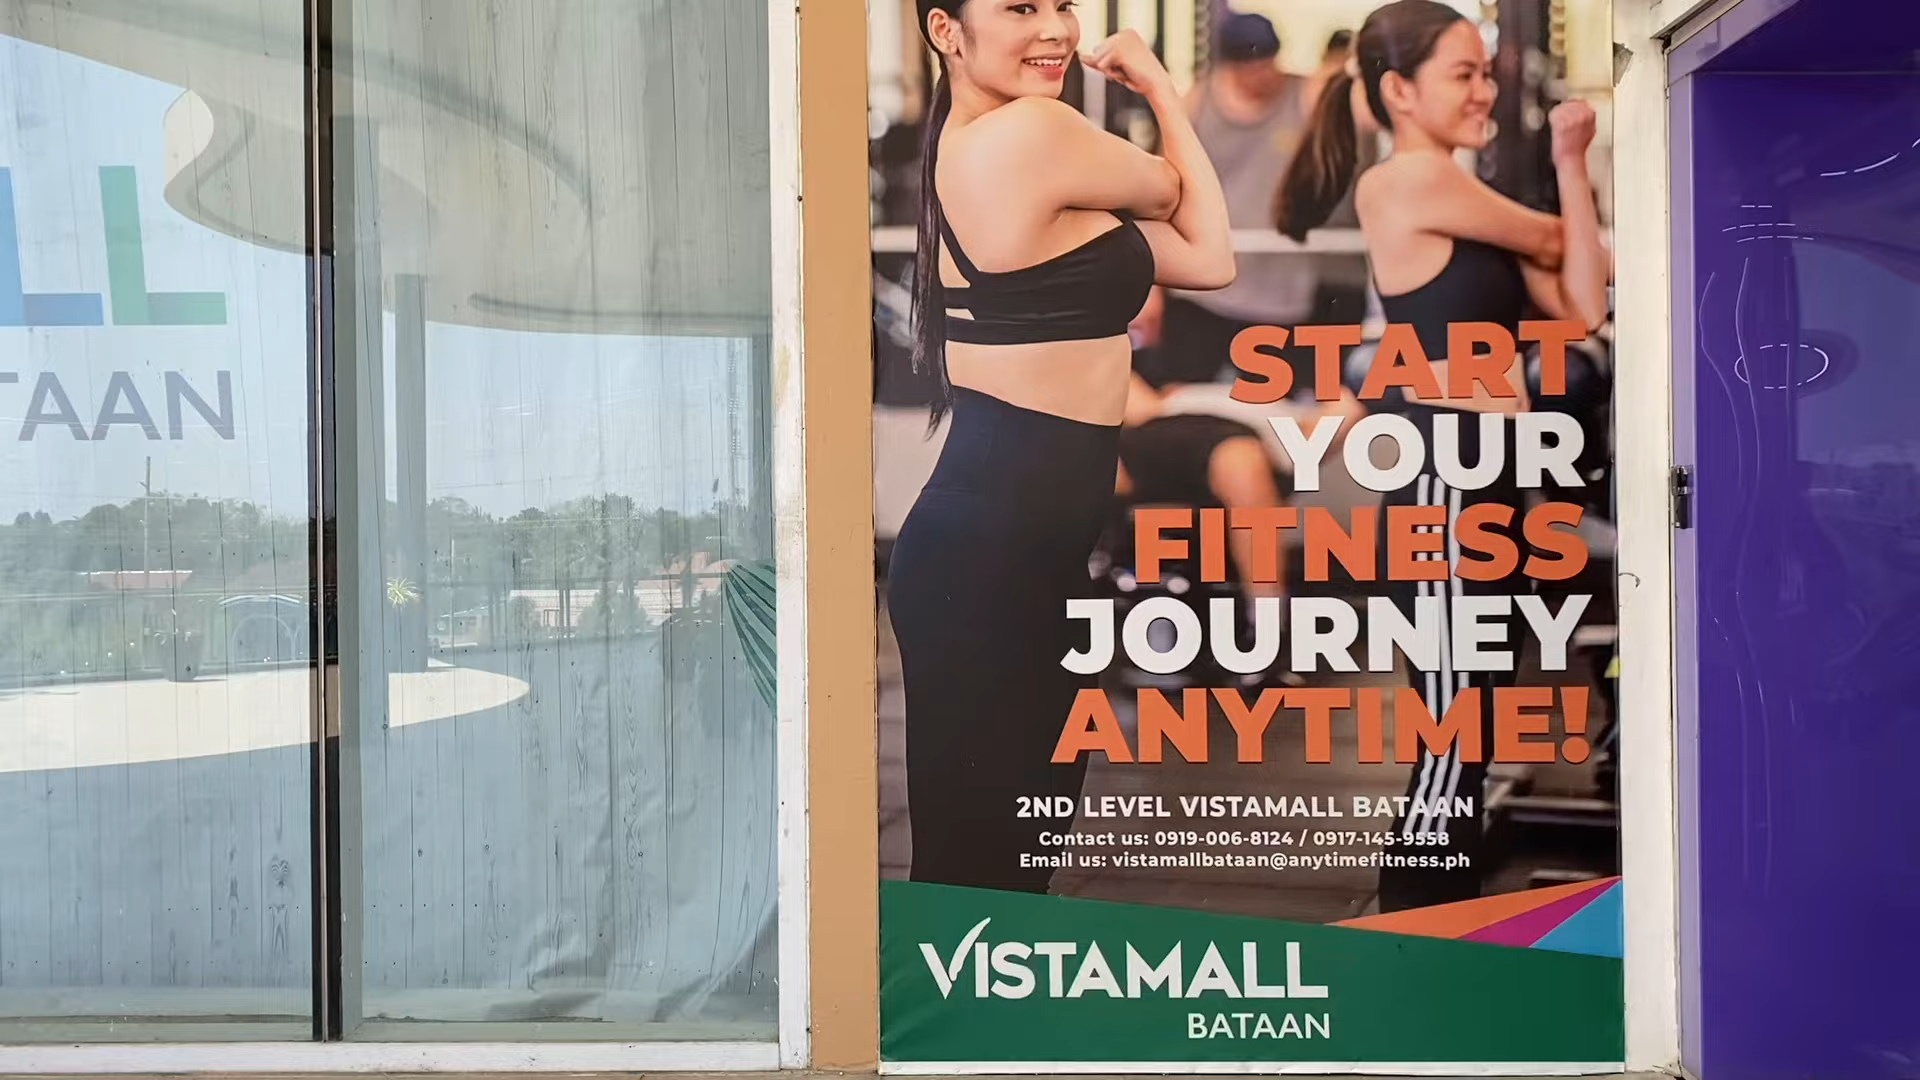 LL
TAAN
START
YOUR
FITNESS
JOURNEY
ANYTIME!
2ND LEVEL VISTAMALL BATAAN
Contact us: 0919-006-8124 / 0917-145-9558
Email us: vistamallbataan@anytimefitness.ph
VISTAMALL
BATAAN